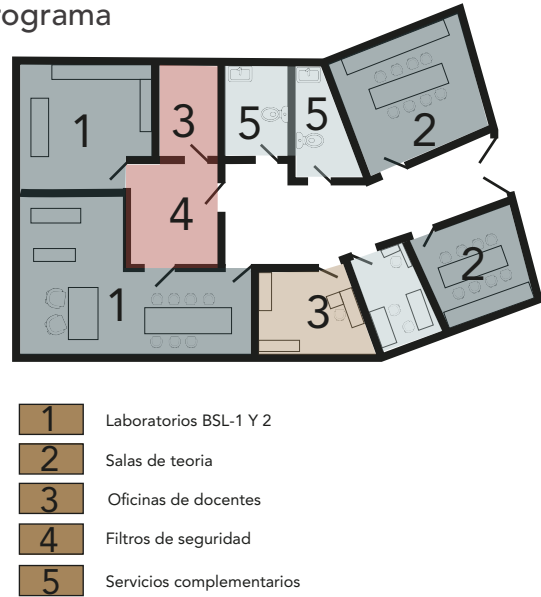 rograma
1
3
5
5
2
4
1
3
2
1 Laboratorios BSL-1 Y 2
2 Salas de teoria
3 Oficinas de docentes
4 Filtros de seguridad
5 Servicios complementarios